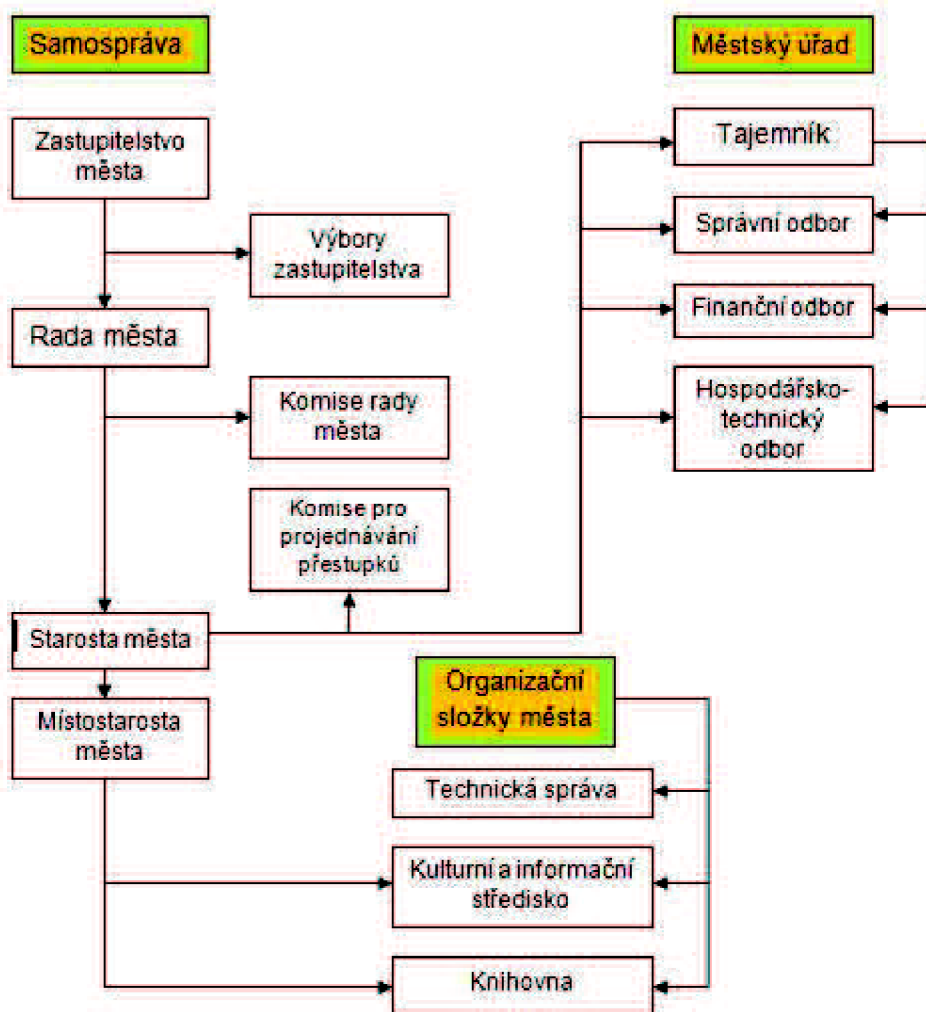 Samospráva
Městský úřad
Zastupitelstvo
města
Tajemník
Výbory
zastupitelstva
Správní odbor
Rada města
Finanční odbor
Komise rady
města
Hospodářsko-
technický
odbor
Komise pro
projednávání
přestupků
Starosta města
Organizační
složky města
Místostarosta
města
Technická správa
Kulturní a informační
středisko
Knihovna